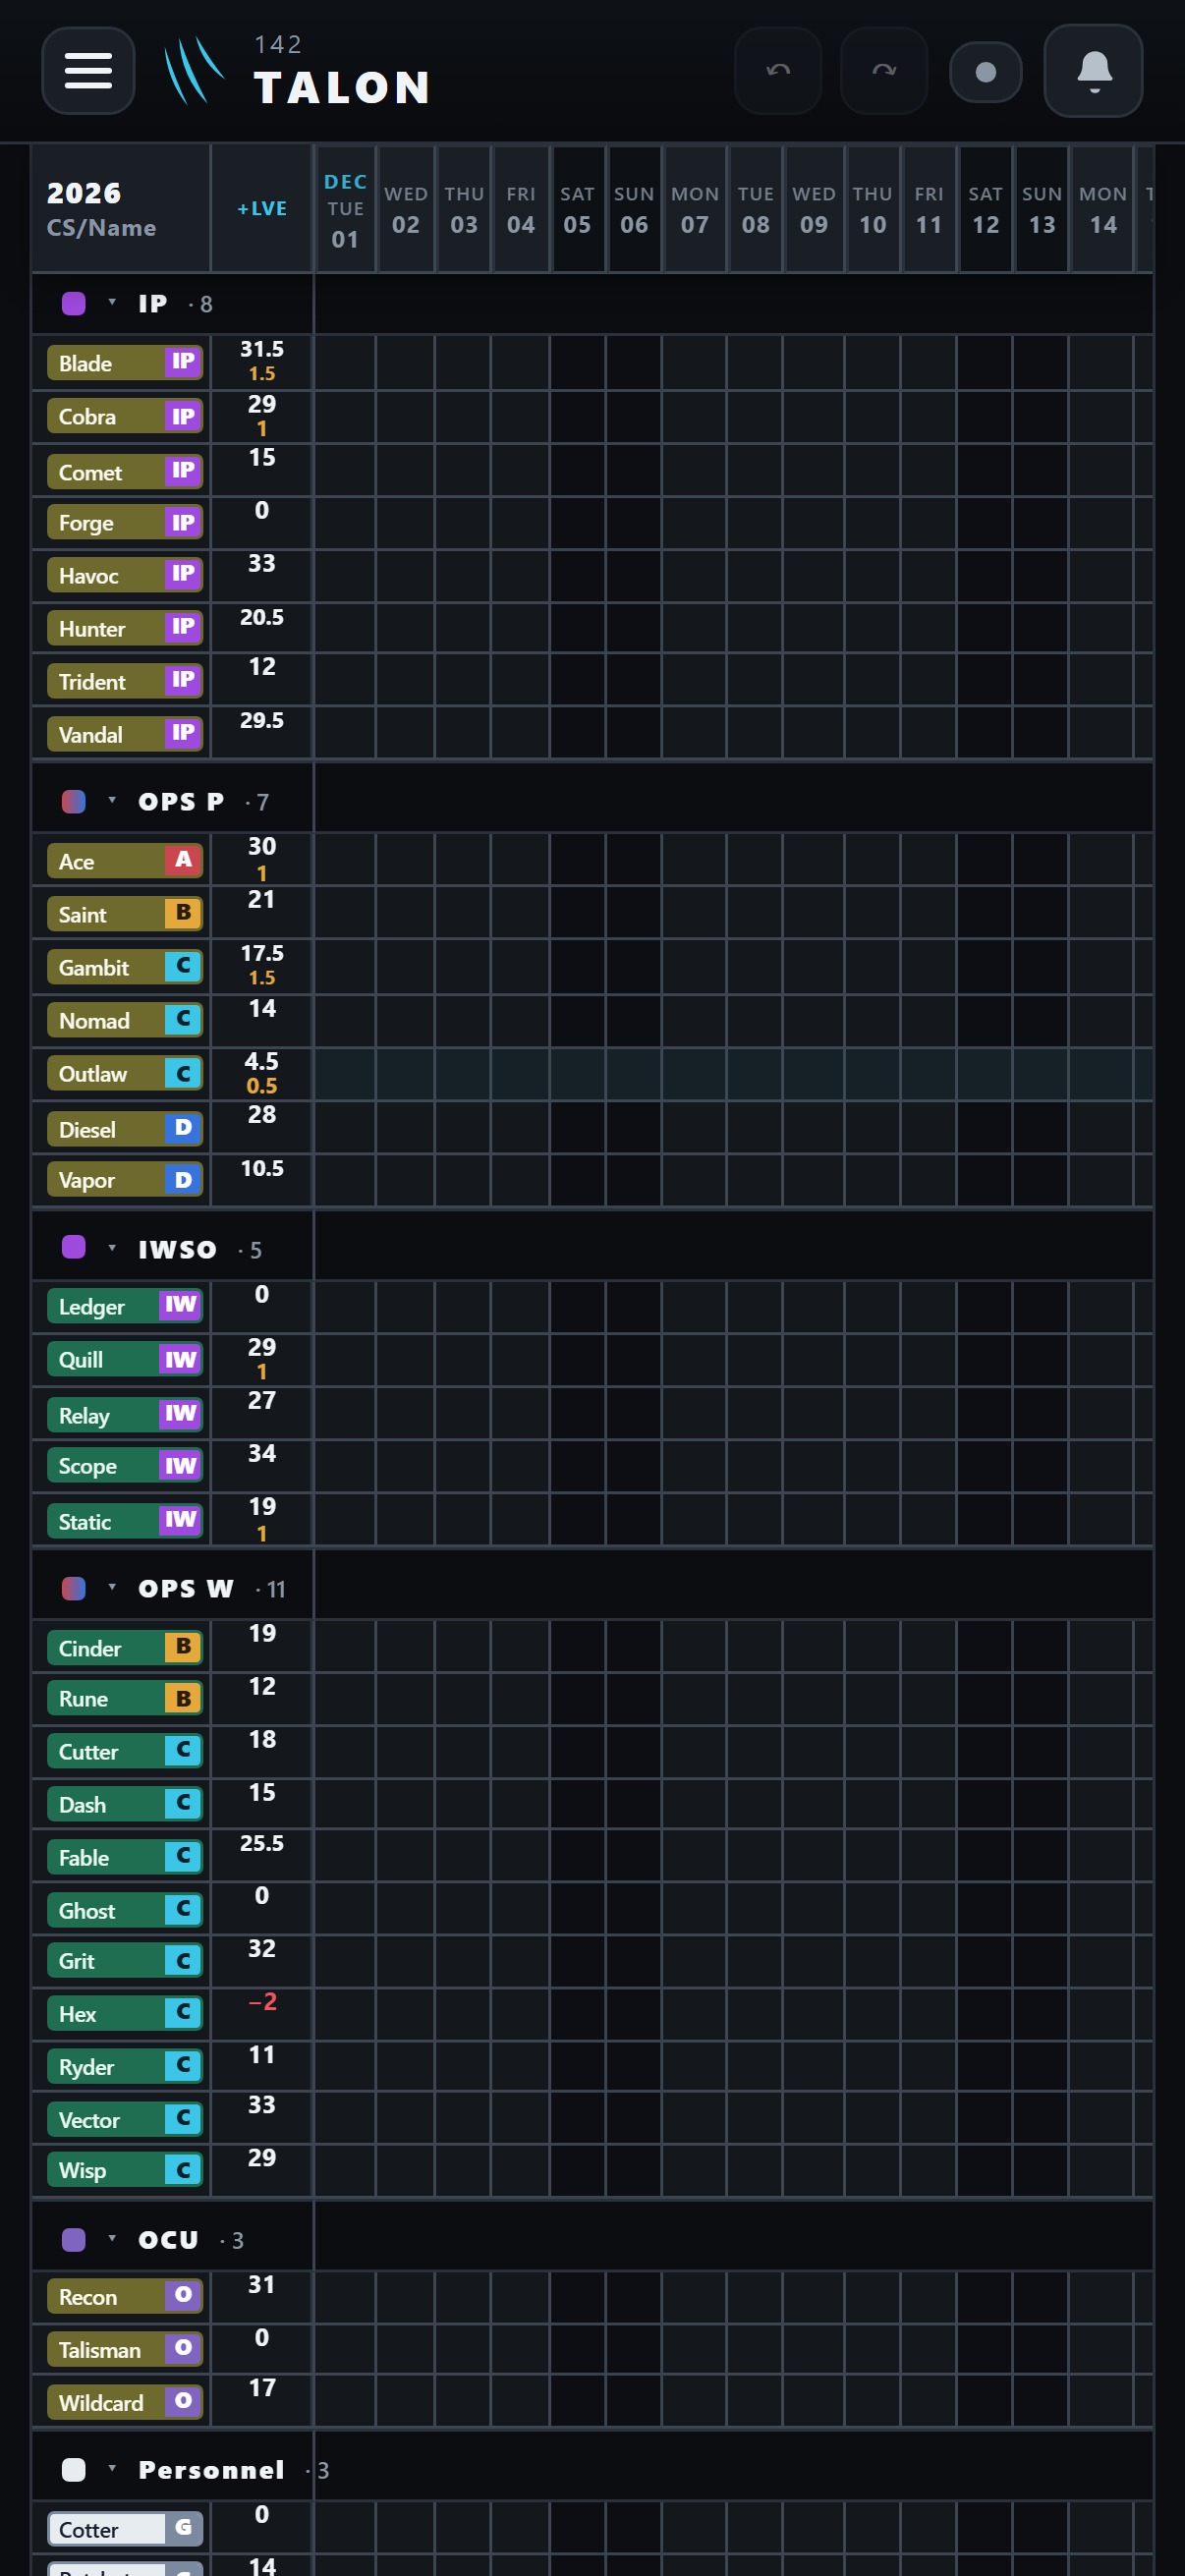 142
TALON
2026
CS/Name
+LVE
DEC
TUE WED THU FRI SAT SUN MON TUE WED THU FRI SAT SUN MON
01 02 03 04 05 06 07 08 09 10 11 12 13 14
IP · 8
Blade IP 31.5
1.5
Cobra IP 29
1
Comet IP 15
Forge IP 0
Havoc IP 33
Hunter IP 20.5
Trident IP 12
Vandal IP 29.5
OPS P · 7
Ace A 30
1
Saint B 21
Gambit C 17.5
1.5
Nomad C 14
Outlaw C 4.5
0.5
Diesel D 28
Vapor D 10.5
IWSO · 5
Ledger IW 0
Quill IW 29
1
Relay IW 27
Scope IW 34
Static IW 19
1
OPS W · 11
Cinder B 19
Rune B 12
Cutter C 18
Dash C 15
Fable C 25.5
Ghost C 0
Grit C 32
Hex C −2
Ryder C 11
Vector C 33
Wisp C 29
OCU · 3
Recon O 31
Talisman O 0
Wildcard O 17
Personnel · 3
Cotter G 0
14